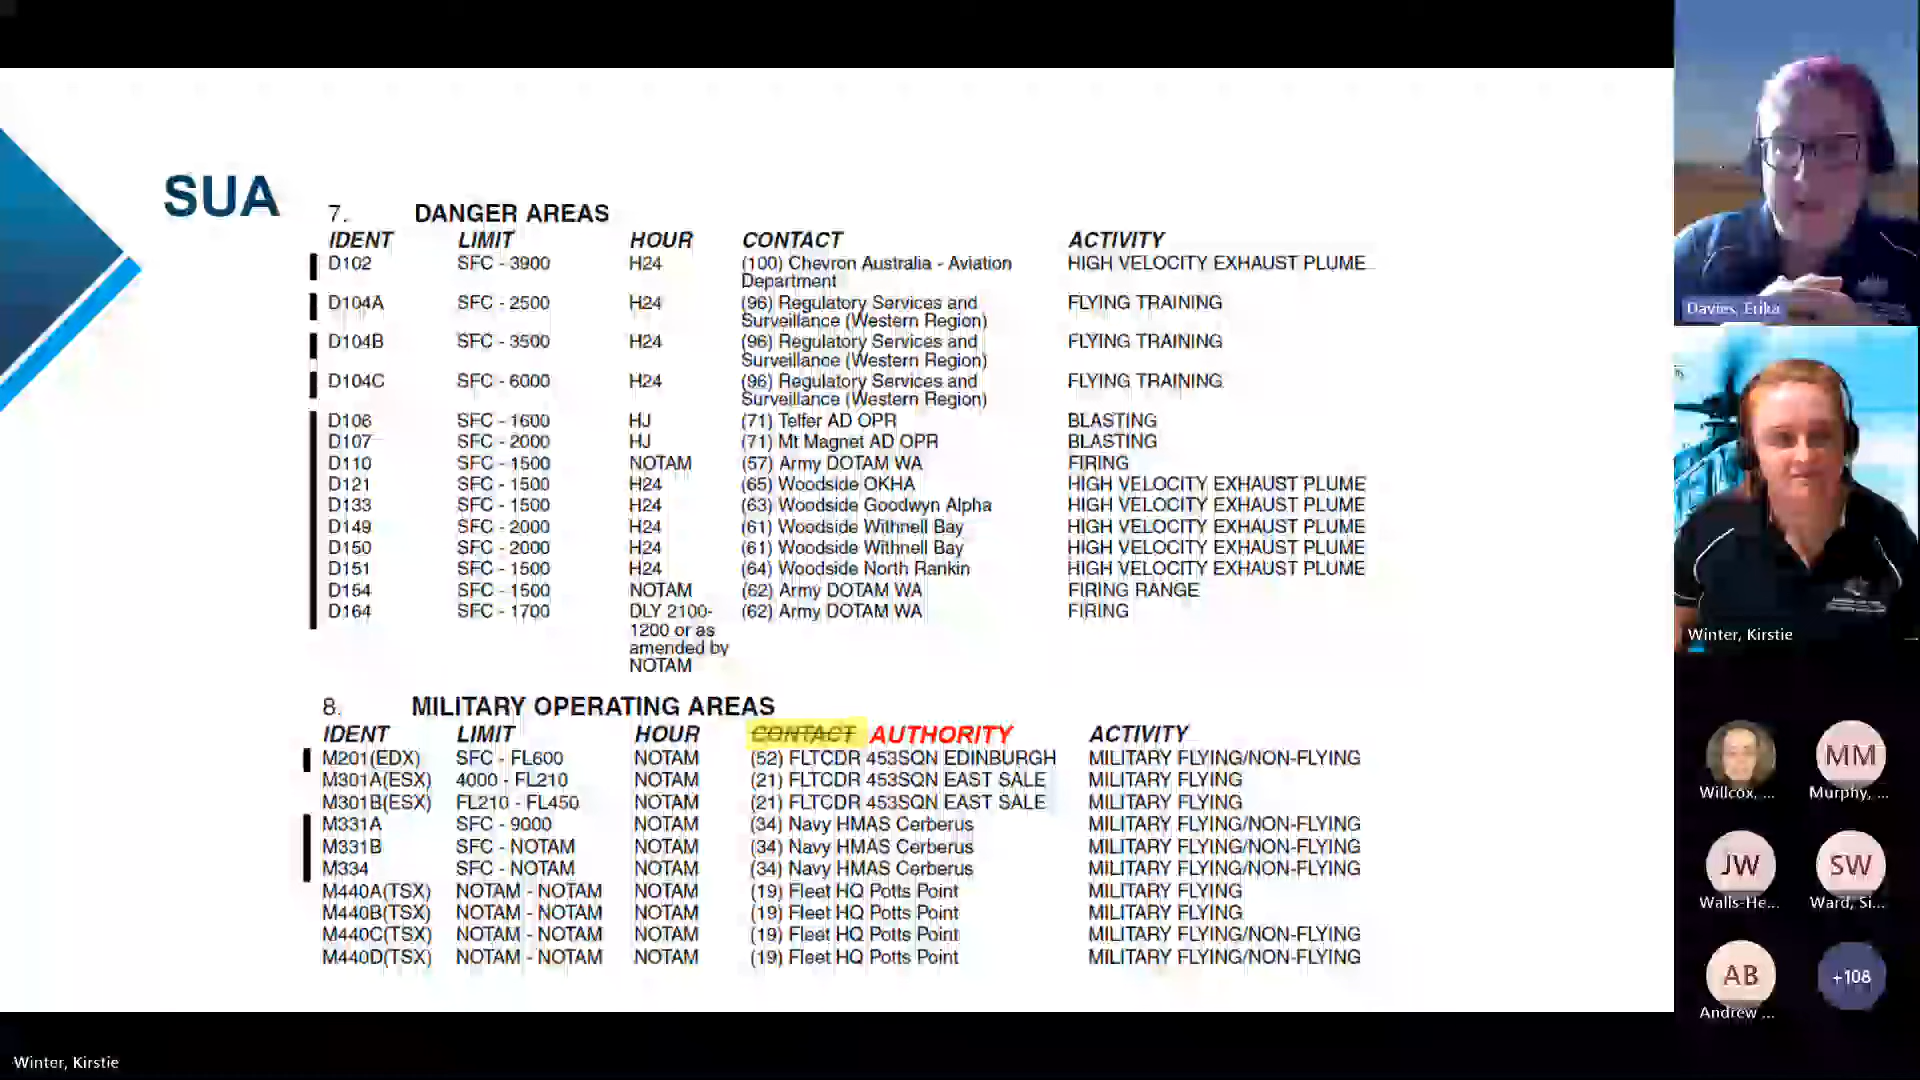 SUA
7. DANGER AREAS
IDENT LIMIT HOUR CONTACT ACTIVITY
D102 SFC - 3900 H24 (100) Chevron Australia - Aviation HIGH VELOCITY EXHAUST PLUME
Department
D104A SFC - 2500 H24 (96) Regulatory Services and FLYING TRAINING
Surveillance (Western Region)
D104B SFC - 3500 H24 (96) Regulatory Services and FLYING TRAINING
Surveillance (Western Region)
D104C SFC - 6000 H24 (96) Regulatory Services and FLYING TRAINING
Surveillance (Western Region)
D106 SFC - 1600 HJ (71) Telfer AD OPR BLASTING
D107 SFC - 2000 HJ (71) Mt Magnet AD OPR BLASTING
D110 SFC - 1500 NOTAM (57) Army DOTAM WA FIRING
D121 SFC - 1500 H24 (65) Woodside OKHA HIGH VELOCITY EXHAUST PLUME
D133 SFC - 1500 H24 (63) Woodside Goodwyn Alpha HIGH VELOCITY EXHAUST PLUME
D149 SFC - 2000 H24 (61) Woodside Withnell Bay HIGH VELOCITY EXHAUST PLUME
D150 SFC - 2000 H24 (61) Woodside Withnell Bay HIGH VELOCITY EXHAUST PLUME
D151 SFC - 1500 H24 (64) Woodside North Rankin HIGH VELOCITY EXHAUST PLUME
D154 SFC - 1500 NOTAM (62) Army DOTAM WA FIRING RANGE
D164 SFC - 1700 DLY 2100- (62) Army DOTAM WA FIRING
1200 or as
amended by
NOTAM
8. MILITARY OPERATING AREAS
IDENT LIMIT HOUR CONTACT AUTHORITY ACTIVITY
M201(EDX) SFC - FL600 NOTAM (52) FLTCDR 453SQN EDINBURGH MILITARY FLYING/NON-FLYING
M301A(ESX) 4000 - FL210 NOTAM (21) FLTCDR 453SQN EAST SALE MILITARY FLYING
M301B(ESX) FL210 - FL450 NOTAM (21) FLTCDR 453SQN EAST SALE MILITARY FLYING
M331A SFC - 9000 NOTAM (34) Navy HMAS Cerberus MILITARY FLYING/NON-FLYING
M331B SFC - NOTAM NOTAM (34) Navy HMAS Cerberus MILITARY FLYING/NON-FLYING
M334 SFC - NOTAM NOTAM (34) Navy HMAS Cerberus MILITARY FLYING/NON-FLYING
M440A(TSX) NOTAM - NOTAM NOTAM (19) Fleet HQ Potts Point MILITARY FLYING
M440B(TSX) NOTAM - NOTAM NOTAM (19) Fleet HQ Potts Point MILITARY FLYING
M440C(TSX) NOTAM - NOTAM NOTAM (19) Fleet HQ Potts Point MILITARY FLYING/NON-FLYING
M440D(TSX) NOTAM - NOTAM NOTAM (19) Fleet HQ Potts Point MILITARY FLYING/NON-FLYING
Davies, Erika
Winter, Kirstie
MM
Willcox, ... Murphy, ...
JW SW
Walls-He... Ward, Si...
AB +108
Andrew ...
Winter, Kirstie